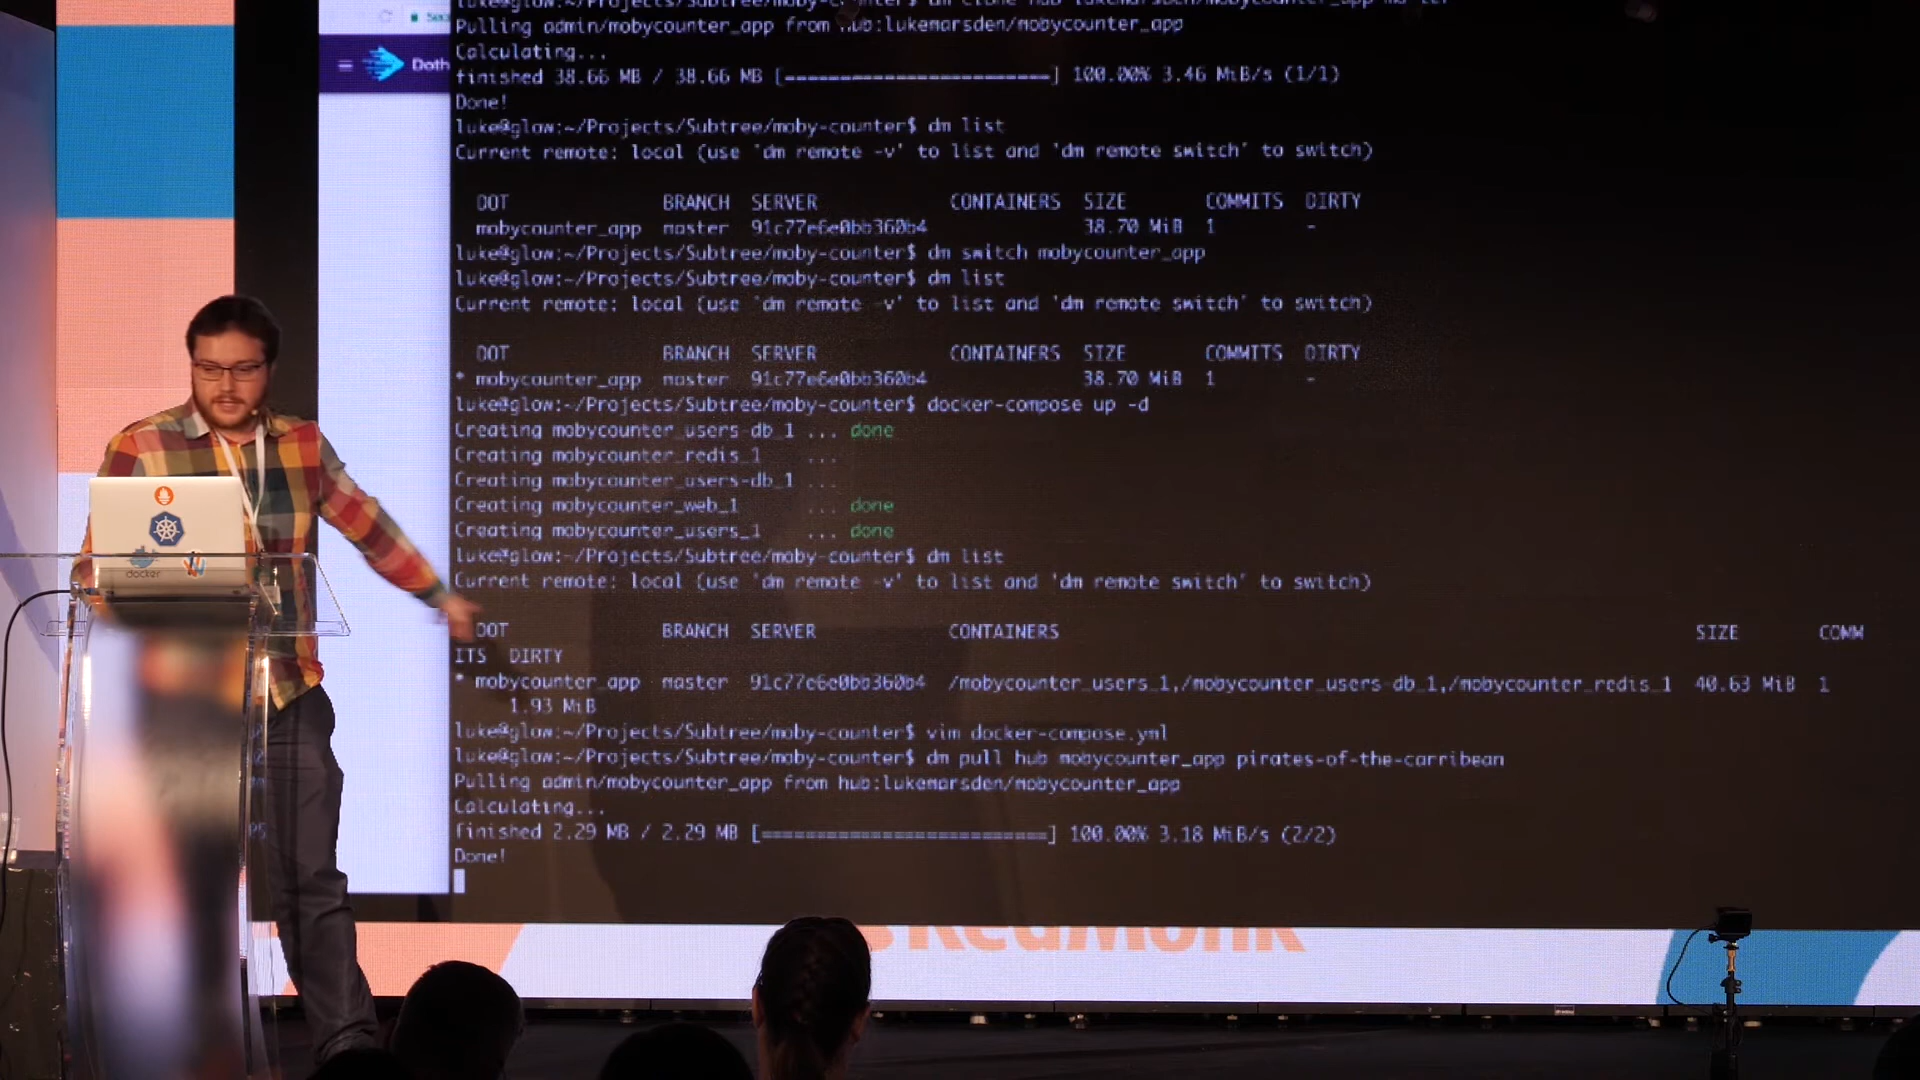 Pulling admin/mobycounter_app from hub:lukemarsden/mobycounter_app
Calculating...
finished 38.66 MB / 38.66 MB [=========================] 100.00% 3.46 MiB/s (1/1)
Done!
luke@glow:~/Projects/Subtree/moby-counter$ dm list
Current remote: local (use 'dm remote -v' to list and 'dm remote switch' to switch)
DOT BRANCH SERVER CONTAINERS SIZE COMMITS DIRTY
mobycounter_app master 91c77e6e0bb360b4 38.70 MiB 1 -
luke@glow:~/Projects/Subtree/moby-counter$ dm switch mobycounter_app
luke@glow:~/Projects/Subtree/moby-counter$ dm list
Current remote: local (use 'dm remote -v' to list and 'dm remote switch' to switch)
DOT BRANCH SERVER CONTAINERS SIZE COMMITS DIRTY
* mobycounter_app master 91c77e6e0bb360b4 38.70 MiB 1 -
luke@glow:~/Projects/Subtree/moby-counter$ docker-compose up -d
Creating mobycounter_users-db_1 ... done
Creating mobycounter_redis_1 ...
Creating mobycounter_users-db_1 ...
Creating mobycounter_web_1 ... done
Creating mobycounter_users_1 ... done
luke@glow:~/Projects/Subtree/moby-counter$ dm list
Current remote: local (use 'dm remote -v' to list and 'dm remote switch' to switch)
DOT BRANCH SERVER CONTAINERS SIZE COMM
ITS DIRTY
* mobycounter_app master 91c77e6e0bb360b4 /mobycounter_users_1,/mobycounter_users-db_1,/mobycounter_redis_1 40.63 MiB 1
1.93 MiB
luke@glow:~/Projects/Subtree/moby-counter$ vim docker-compose.yml
luke@glow:~/Projects/Subtree/moby-counter$ dm pull hub mobycounter_app pirates-of-the-carribean
Pulling admin/mobycounter_app from hub:lukemarsden/mobycounter_app
Calculating...
finished 2.29 MB / 2.29 MB [===========================] 100.00% 3.18 MiB/s (2/2)
Done!
Doth
docker
RedMonk